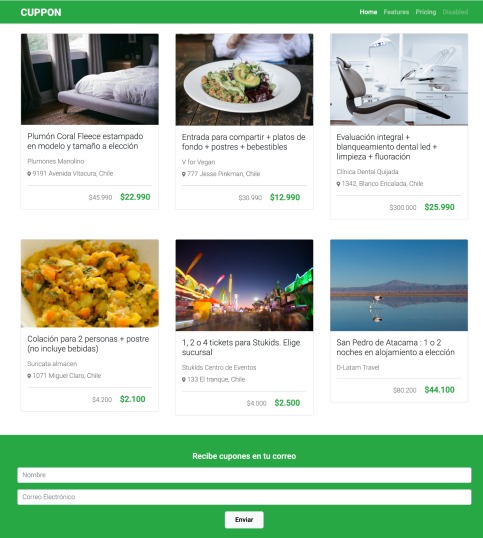 CUPPON
Home Features Pricing Disabled
Plumón Coral Fleece estampado
en modelo y tamaño a elección
Plumones Manolino
9191 Avenida Vitacura, Chile
$45.990 $22.990
Entrada para compartir + platos de
fondo + postres + bebestibles
V for Vegan
777 Jesse Pinkman, Chile
$30.990 $12.990
Evaluación integral +
blanqueamiento dental led +
limpieza + fluoración
Clínica Dental Quijada
1342, Blanco Encalada, Chile
$300.000 $25.990
Colación para 2 personas + postre
(no incluye bebidas)
Suricata almacen
1071 Miguel Claro, Chile
$4.200 $2.100
1, 2 o 4 tickets para Stukids. Elige
sucursal
Stukids Centro de Eventos
133 El tranque, Chile
$4.000 $2.500
San Pedro de Atacama : 1 o 2
noches en alojamiento a elección
D-Latam Travel
$80.200 $44.100
Recibe cupones en tu correo
Nombre
Correo Electrónico
Enviar